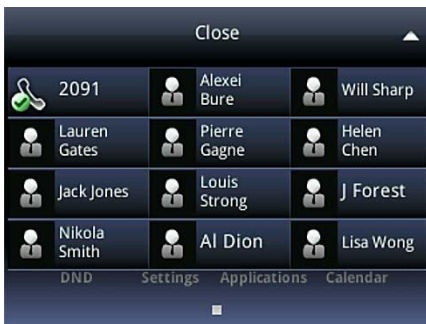 Close
2091
Alexei
Bure
Will Sharp
Lauren
Gates
Pierre
Gagne
Helen
Chen
Jack Jones
Louis
Strong
J Forest
Nikola
Smith
Al Dion
Lisa Wong
DND Settings Applications Calendar